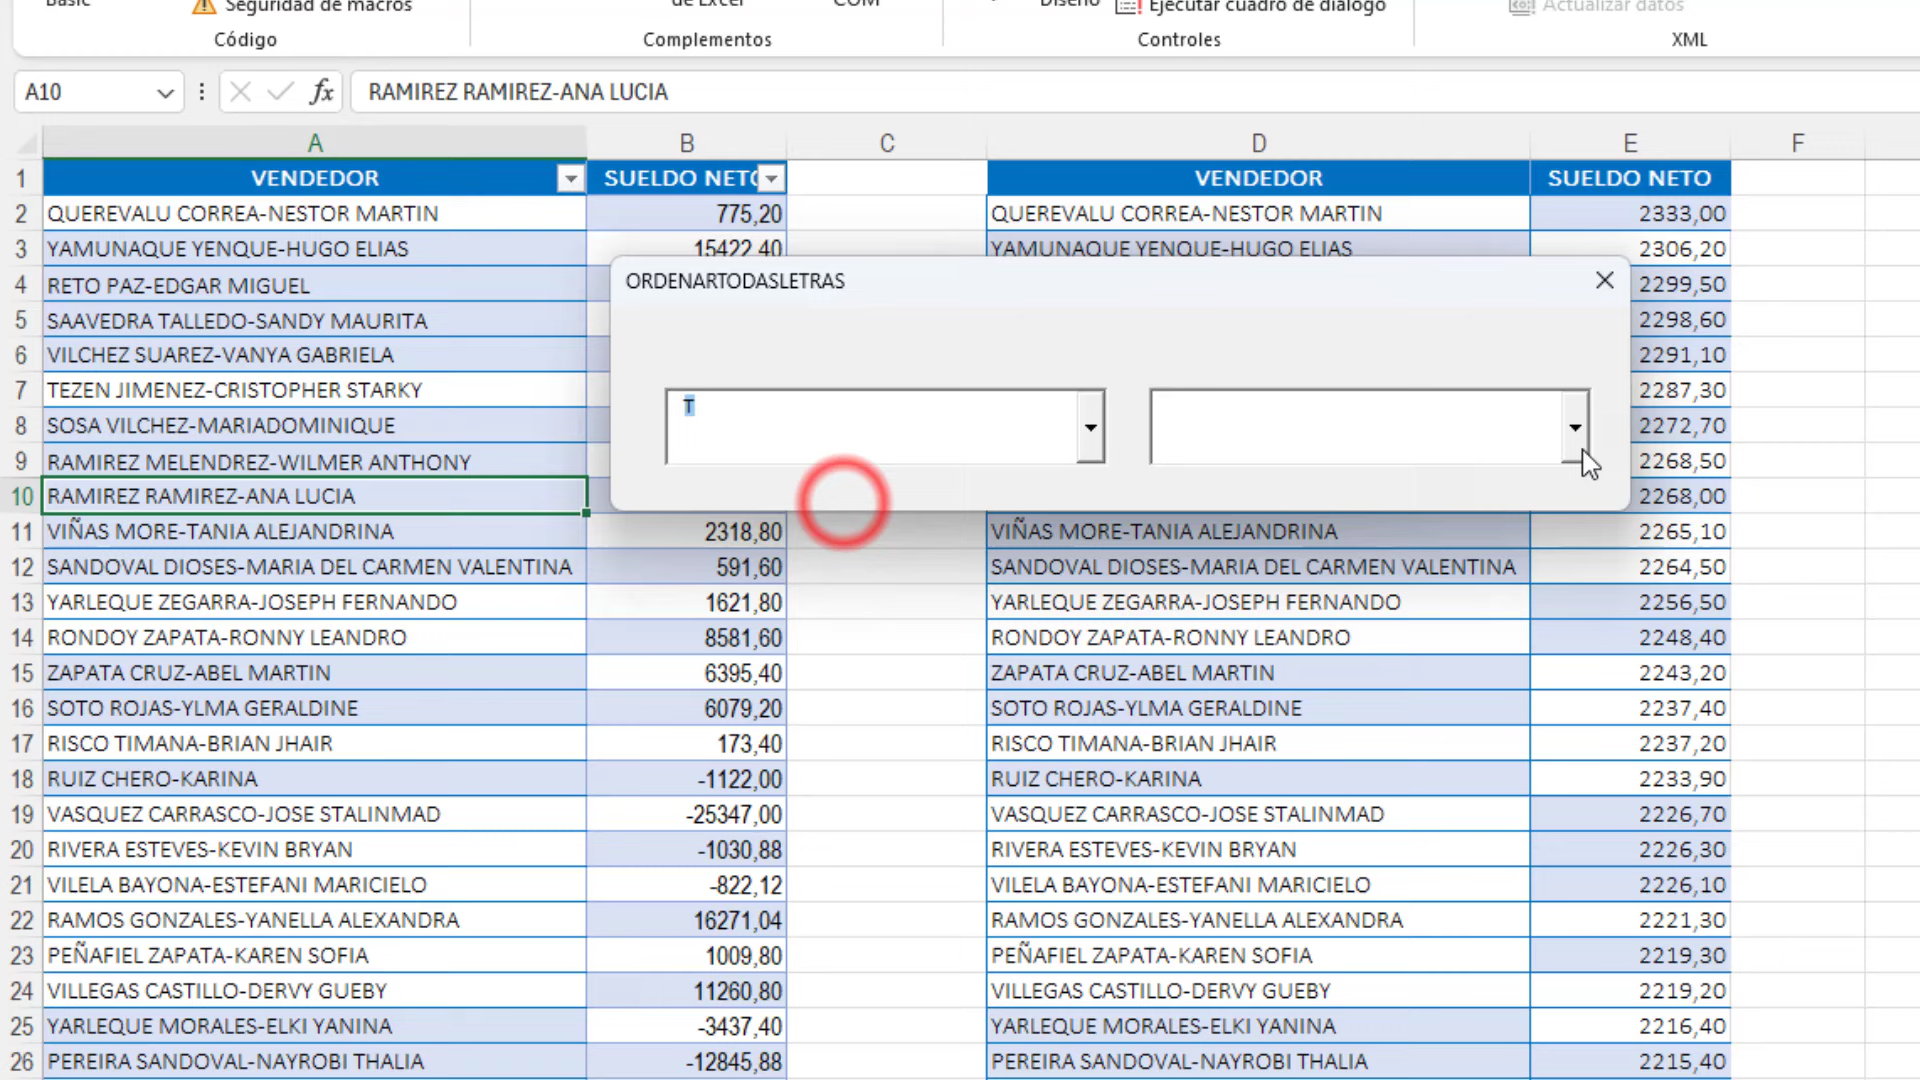 Basic Seguridad de macros de Excel COM Diseño Ejecutar cuadro de diálogo Actualizar datos
Código Complementos Controles XML
A10 fx RAMIREZ RAMIREZ-ANA LUCIA
A B C D E F
1 VENDEDOR SUELDO NETO VENDEDOR SUELDO NETO
2 QUEREVALU CORREA-NESTOR MARTIN 775,20 QUEREVALU CORREA-NESTOR MARTIN 2333,00
3 YAMUNAQUE YENQUE-HUGO ELIAS 15422,40 YAMUNAQUE YENQUE-HUGO ELIAS 2306,20
ORDENARTODASLETRAS
4 RETO PAZ-EDGAR MIGUEL 2299,50
5 SAAVEDRA TALLEDO-SANDY MAURITA 2298,60
6 VILCHEZ SUAREZ-VANYA GABRIELA 2291,10
7 TEZEN JIMENEZ-CRISTOPHER STARKY 2287,30
T
8 SOSA VILCHEZ-MARIADOMINIQUE 2272,70
9 RAMIREZ MELENDREZ-WILMER ANTHONY 2268,50
10 RAMIREZ RAMIREZ-ANA LUCIA 2268,00
11 VIÑAS MORE-TANIA ALEJANDRINA 2318,80 VIÑAS MORE-TANIA ALEJANDRINA 2265,10
12 SANDOVAL DIOSES-MARIA DEL CARMEN VALENTINA 591,60 SANDOVAL DIOSES-MARIA DEL CARMEN VALENTINA 2264,50
13 YARLEQUE ZEGARRA-JOSEPH FERNANDO 1621,80 YARLEQUE ZEGARRA-JOSEPH FERNANDO 2256,50
14 RONDOY ZAPATA-RONNY LEANDRO 8581,60 RONDOY ZAPATA-RONNY LEANDRO 2248,40
15 ZAPATA CRUZ-ABEL MARTIN 6395,40 ZAPATA CRUZ-ABEL MARTIN 2243,20
16 SOTO ROJAS-YLMA GERALDINE 6079,20 SOTO ROJAS-YLMA GERALDINE 2237,40
17 RISCO TIMANA-BRIAN JHAIR 173,40 RISCO TIMANA-BRIAN JHAIR 2237,20
18 RUIZ CHERO-KARINA -1122,00 RUIZ CHERO-KARINA 2233,90
19 VASQUEZ CARRASCO-JOSE STALINMAD -25347,00 VASQUEZ CARRASCO-JOSE STALINMAD 2226,70
20 RIVERA ESTEVES-KEVIN BRYAN -1030,88 RIVERA ESTEVES-KEVIN BRYAN 2226,30
21 VILELA BAYONA-ESTEFANI MARICIELO -822,12 VILELA BAYONA-ESTEFANI MARICIELO 2226,10
22 RAMOS GONZALES-YANELLA ALEXANDRA 16271,04 RAMOS GONZALES-YANELLA ALEXANDRA 2221,30
23 PEÑAFIEL ZAPATA-KAREN SOFIA 1009,80 PEÑAFIEL ZAPATA-KAREN SOFIA 2219,30
24 VILLEGAS CASTILLO-DERVY GUEBY 11260,80 VILLEGAS CASTILLO-DERVY GUEBY 2219,20
25 YARLEQUE MORALES-ELKI YANINA -3437,40 YARLEQUE MORALES-ELKI YANINA 2216,40
26 PEREIRA SANDOVAL-NAYROBI THALIA -12845,88 PEREIRA SANDOVAL-NAYROBI THALIA 2215,40